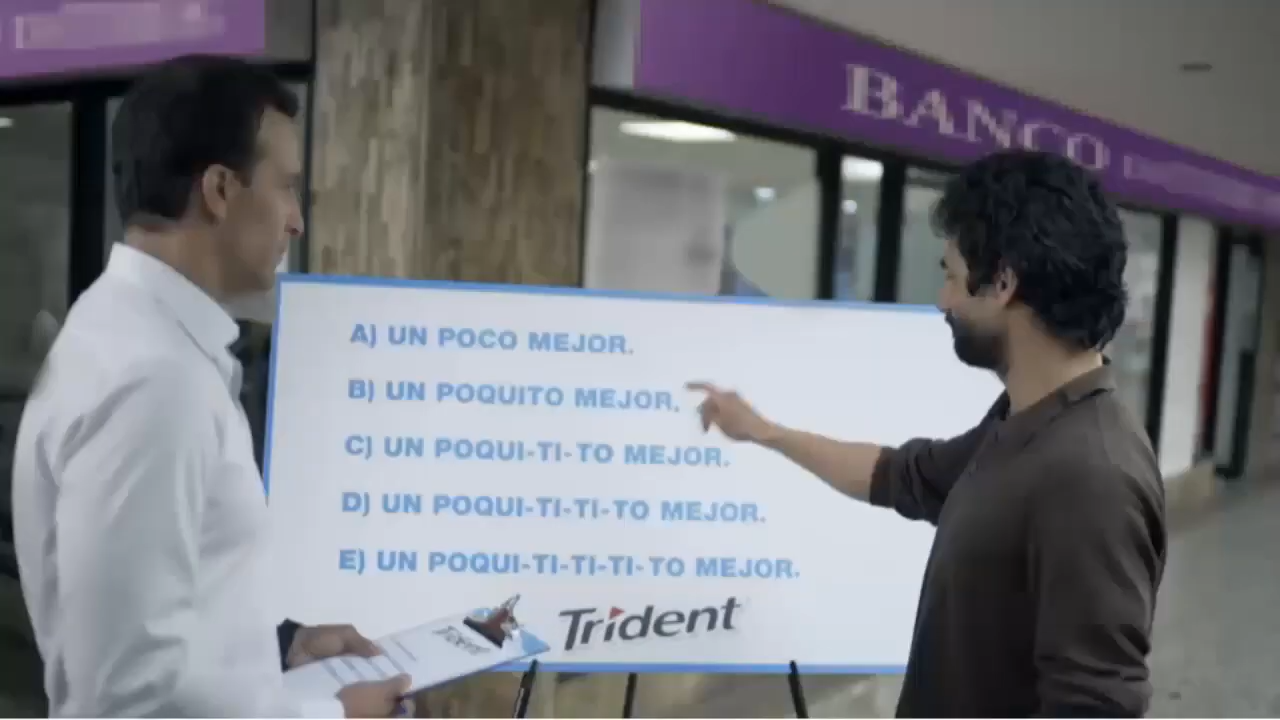 BANCO
A) UN POCO MEJOR.
B) UN POQUITO MEJOR.
C) UN POQUI-TI-TO MEJOR.
D) UN POQUI-TI-TI-TO MEJOR.
E) UN POQUI-TI-TI-TI-TO MEJOR.
Trident